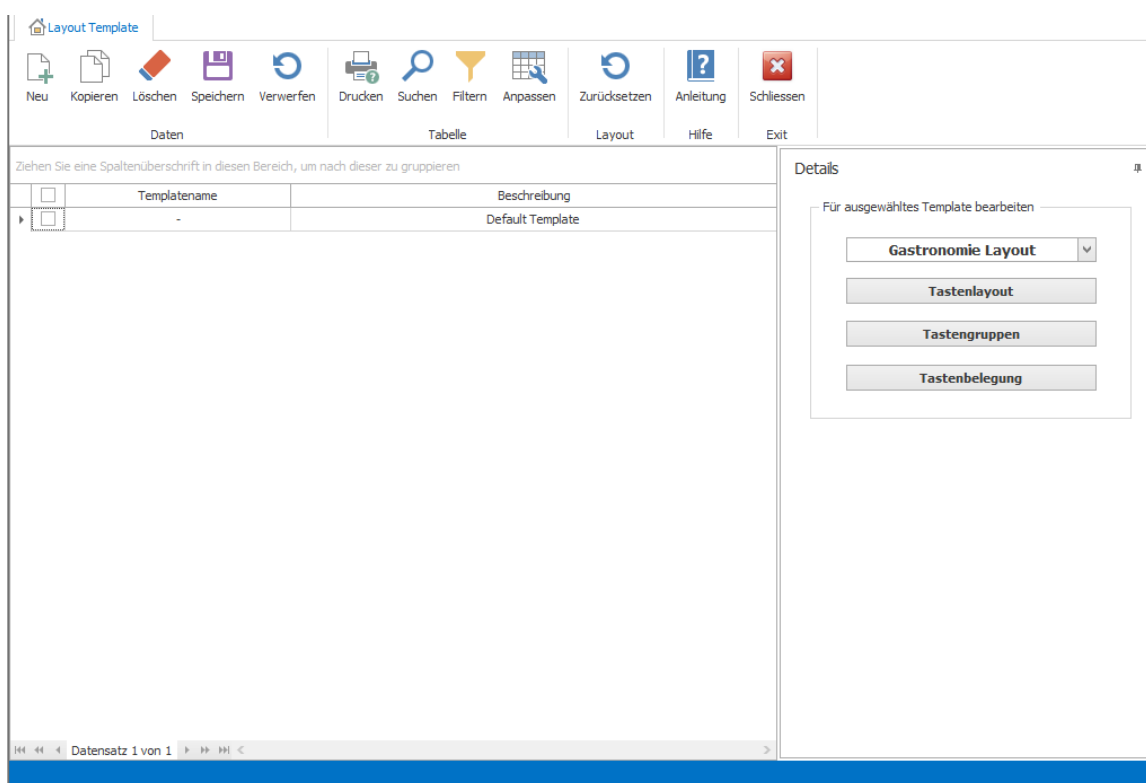 Layout Template
Neu Kopieren Löschen Speichern Verwerfen Drucken Suchen Filtern Anpassen Zurücksetzen Anleitung Schliessen
Daten Tabelle Layout Hilfe Exit
Ziehen Sie eine Spaltenüberschrift in diesen Bereich, um nach dieser zu gruppieren
Templatename Beschreibung
- Default Template
Datensatz 1 von 1
Details
Für ausgewähltes Template bearbeiten
Gastronomie Layout
Tastenlayout
Tastengruppen
Tastenbelegung